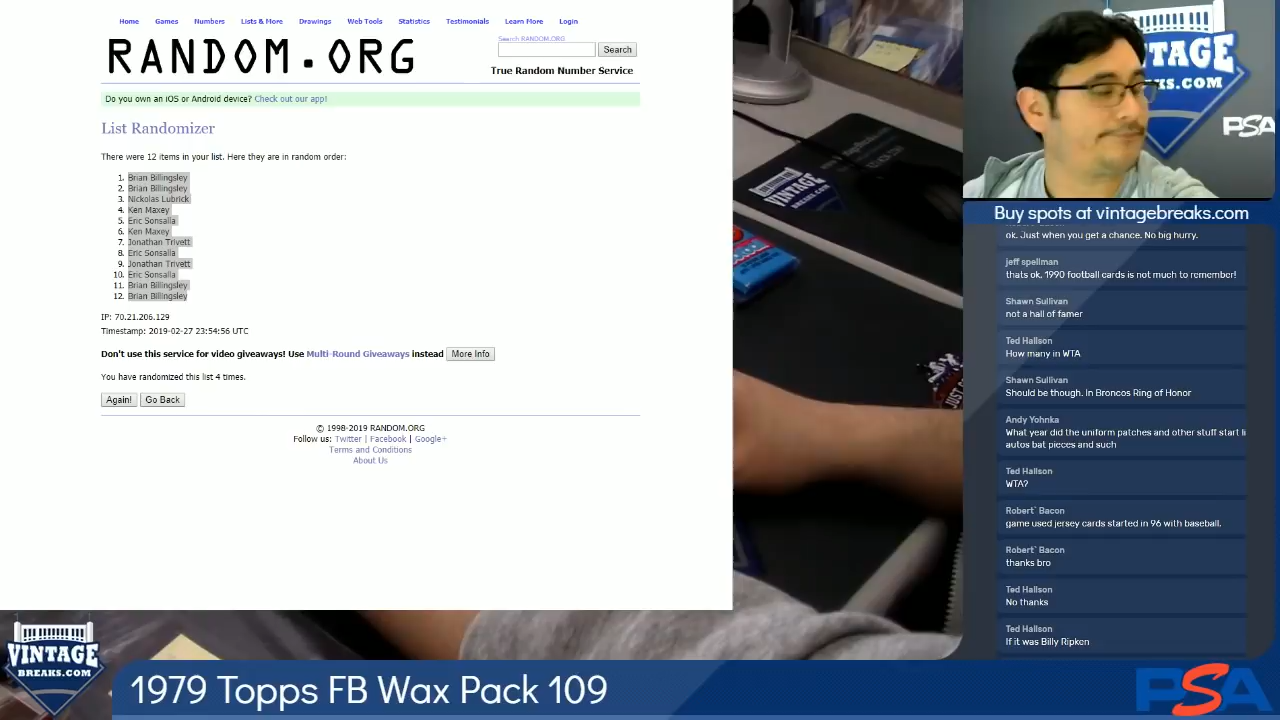 Home Games Numbers Lists & More Drawings Web Tools Statistics Testimonials Learn More Login
RANDOM.ORG
Search RANDOM.ORG
Search
True Random Number Service
Do you own an iOS or Android device? Check out our app!
List Randomizer
There were 12 items in your list. Here they are in random order:
1. Brian Billingsley
2. Brian Billingsley
3. Nickolas Lubrick
4. Ken Maxey
5. Eric Sonsalla
6. Ken Maxey
7. Jonathan Trivett
8. Eric Sonsalla
9. Jonathan Trivett
10. Eric Sonsalla
11. Brian Billingsley
12. Brian Billingsley
IP: 70.21.206.129
Timestamp: 2019-02-27 23:54:56 UTC
Don't use this service for video giveaways! Use Multi-Round Giveaways instead More Info
You have randomized this list 4 times.
Again! Go Back
© 1998-2019 RANDOM.ORG
Follow us: Twitter | Facebook | Google+
Terms and Conditions
About Us
VINTAGE
BREAKS
VINTAGE
BREAKS.COM
PSA
Buy spots at vintagebreaks.com
ok. Just when you get a chance. No big hurry.
jeff spellman
thats ok, 1990 football cards is not much to remember!
Shawn Sullivan
not a hall of famer
Ted Hallson
How many in WTA
Shawn Sullivan
Should be though. In Broncos Ring of Honor
Andy Yohnka
What year did the uniform patches and other stuff start li
autos bat pieces and such
Ted Hallson
WTA?
Robert` Bacon
game used jersey cards started in 96 with baseball.
Robert` Bacon
thanks bro
Ted Hallson
No thanks
Ted Hallson
If it was Billy Ripken
VINTAGE
BREAKS.COM
1979 Topps FB Wax Pack 109
PSA